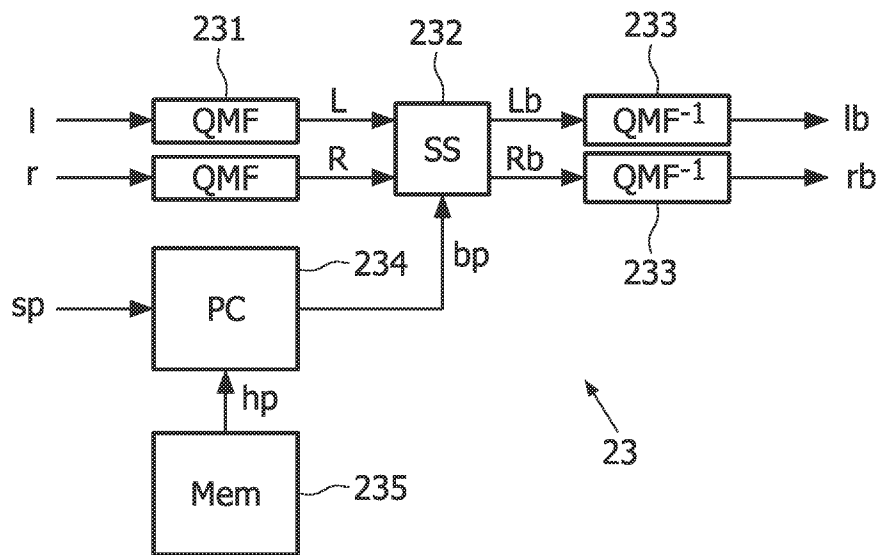 231 232 233
l QMF L SS Lb QMF-1 lb
r QMF R Rb QMF-1 rb
234 bp 233
sp PC
hp
23
Mem 235